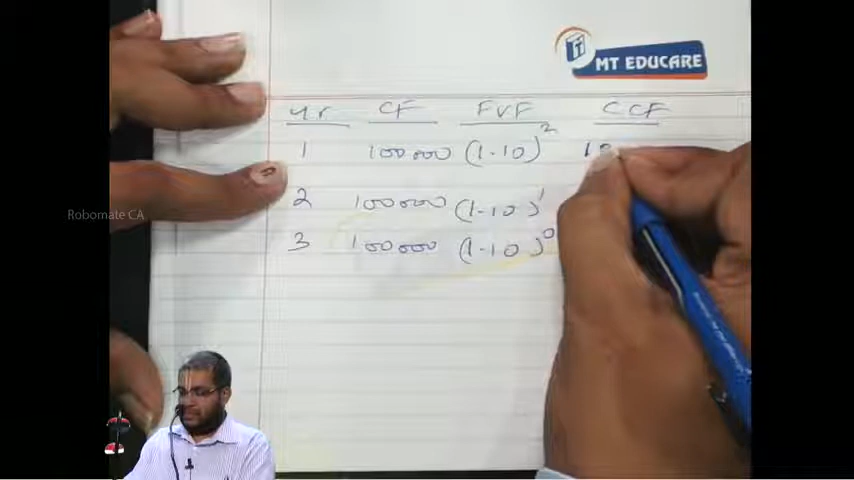 MT EDUCARE
Yr CF FVF CCF
1 100000 (1.10)² 10
2 100000 (1.10)¹
3 100000 (1.10)⁰
Robomate CA